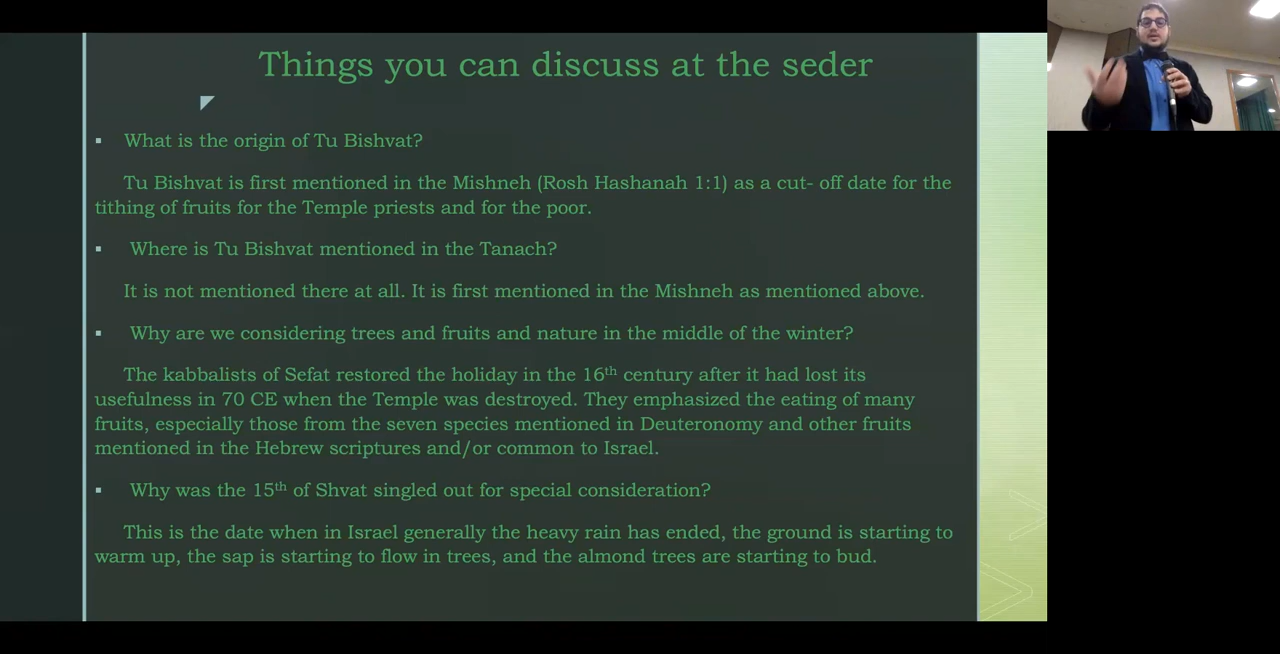 Things you can discuss at the seder
▪ What is the origin of Tu Bishvat?
Tu Bishvat is first mentioned in the Mishneh (Rosh Hashanah 1:1) as a cut- off date for the
tithing of fruits for the Temple priests and for the poor.
▪ Where is Tu Bishvat mentioned in the Tanach?
It is not mentioned there at all. It is first mentioned in the Mishneh as mentioned above.
▪ Why are we considering trees and fruits and nature in the middle of the winter?
The kabbalists of Sefat restored the holiday in the 16th century after it had lost its
usefulness in 70 CE when the Temple was destroyed. They emphasized the eating of many
fruits, especially those from the seven species mentioned in Deuteronomy and other fruits
mentioned in the Hebrew scriptures and/or common to Israel.
▪ Why was the 15th of Shvat singled out for special consideration?
This is the date when in Israel generally the heavy rain has ended, the ground is starting to
warm up, the sap is starting to flow in trees, and the almond trees are starting to bud.